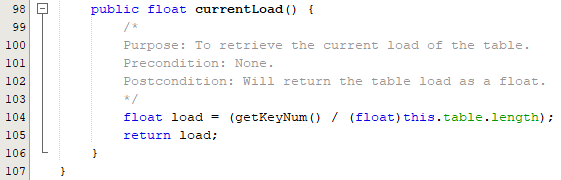 98 public float currentLoad() {
99 /*
100 Purpose: To retrieve the current load of the table.
101 Precondition: None.
102 Postcondition: Will return the table load as a float.
103 */
104 float load = (getKeyNum() / (float)this.table.length);
105 return load;
106 }
107 }